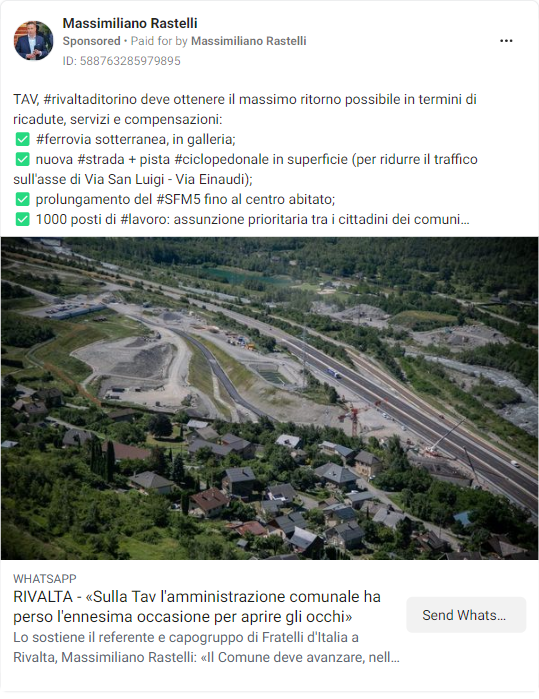 Massimiliano Rastelli
Sponsored • Paid for by Massimiliano Rastelli
ID: 588763285979895
TAV, #rivaltaditorino deve ottenere il massimo ritorno possibile in termini di
ricadute, servizi e compensazioni:
✅ #ferrovia sotterranea, in galleria;
✅ nuova #strada + pista #ciclopedonale in superficie (per ridurre il traffico
sull'asse di Via San Luigi - Via Einaudi);
✅ prolungamento del #SFM5 fino al centro abitato;
✅ 1000 posti di #lavoro: assunzione prioritaria tra i cittadini dei comuni...
WHATSAPP
RIVALTA - «Sulla Tav l'amministrazione comunale ha
perso l'ennesima occasione per aprire gli occhi»
Lo sostiene il referente e capogruppo di Fratelli d'Italia a
Rivalta, Massimiliano Rastelli: «Il Comune deve avanzare, nell...
Send Whats...